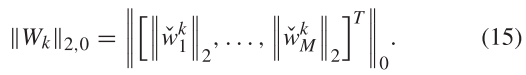 ‖W_k‖_{2,0} = ‖[‖w̌_1^k‖_2, …, ‖w̌_M^k‖_2]^T‖_0. (15)